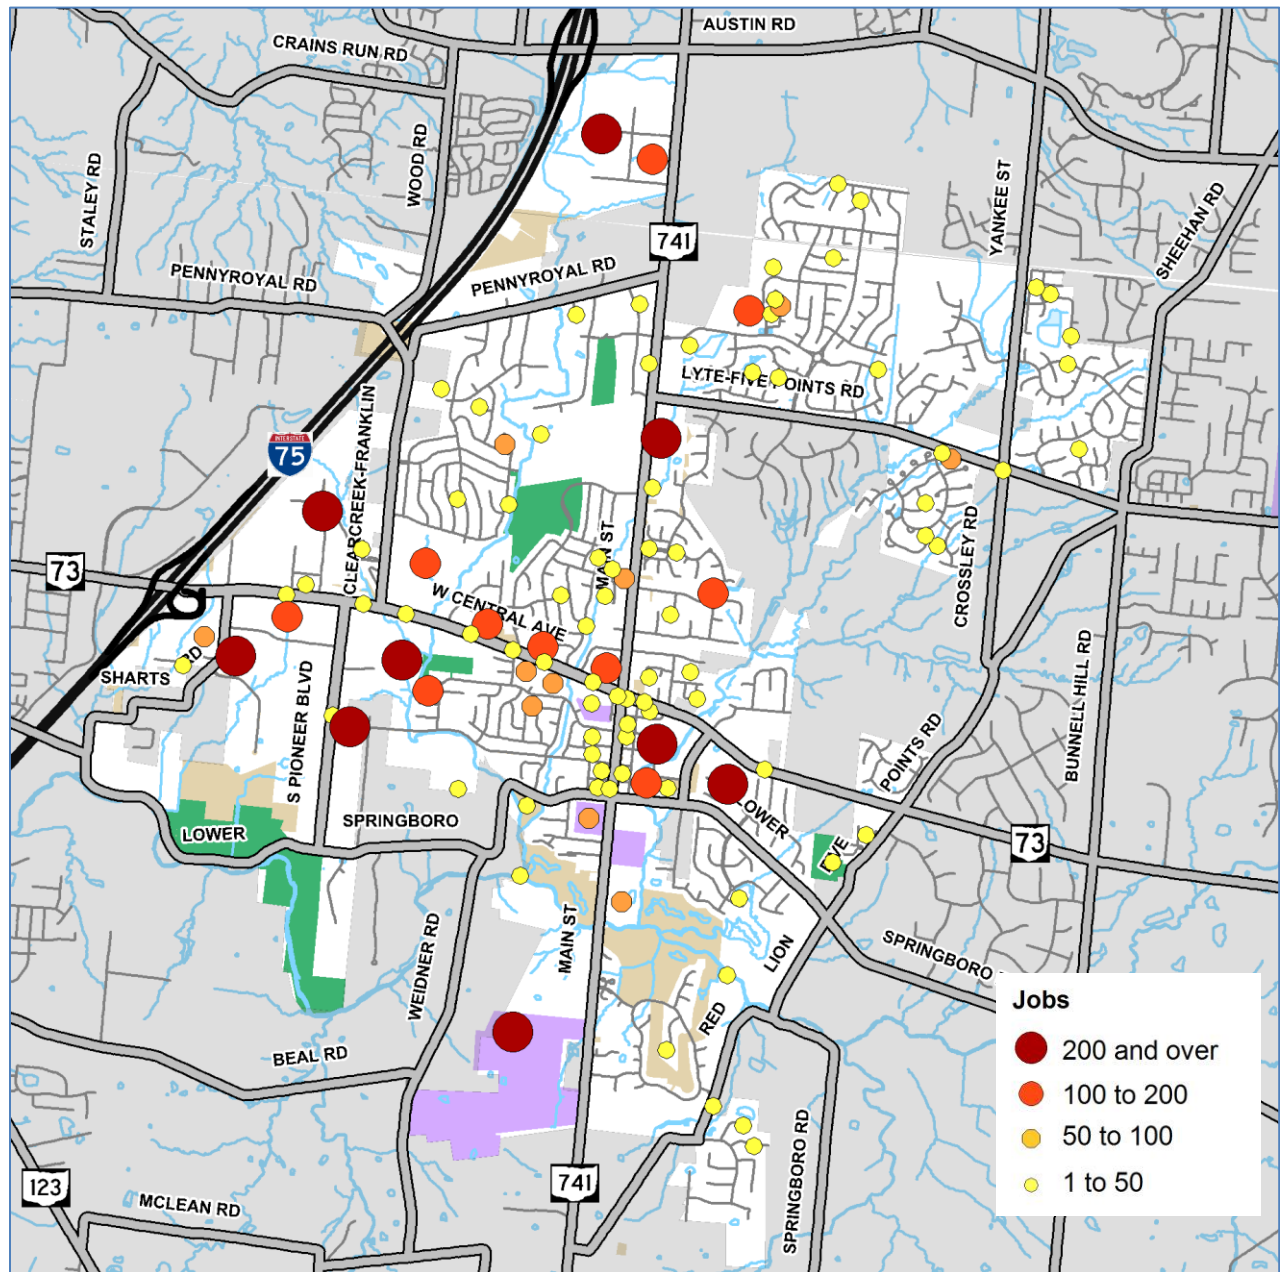 AUSTIN RD
CRAINS RUN RD
WOOD RD
STALEY RD
YANKEE ST
SHEEHAN RD
741
PENNYROYAL RD
PENNYROYAL RD
LYTE-FIVE POINTS RD
CLEARCREEK-FRANKLIN
INTERSTATE
75
73
MAIN ST
W CENTRAL AVE
CROSSLEY RD
SHARTS RD
S PIONEER BLVD
BUNNELL HILL RD
POINTS RD
LOWER
SPRINGBORO
LOWER
FIVE
73
WEIDNER RD
MAIN ST
LION
RED
SPRINGBORO
BEAL RD
SPRINGBORO RD
741
123
MCLEAN RD
Jobs
200 and over
100 to 200
50 to 100
1 to 50